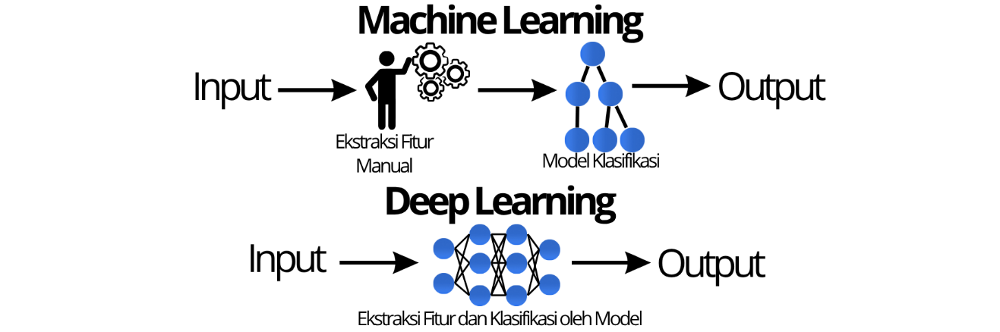 Machine Learning
Input
Output
Ekstraksi Fitur
Manual
Model Klasifikasi
Deep Learning
Input
Output
Ekstraksi Fitur dan Klasifikasi oleh Model